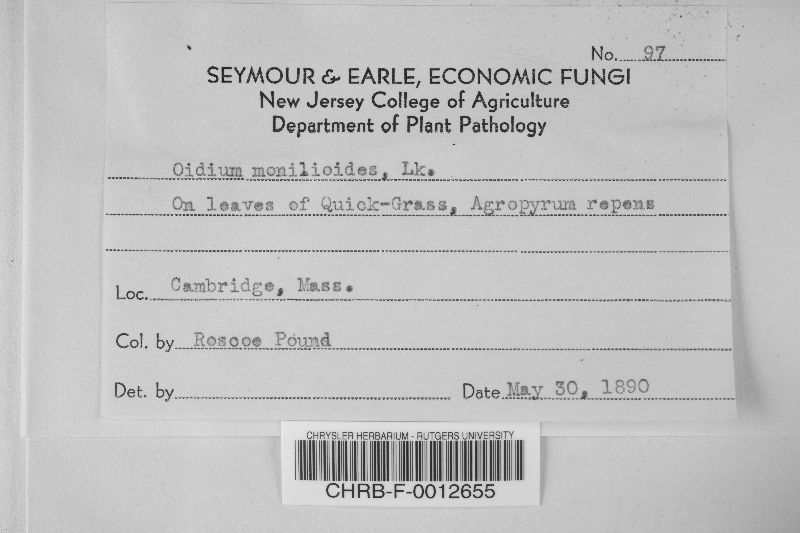 No. 97
SEYMOUR & EARLE, ECONOMIC FUNGI
New Jersey College of Agriculture
Department of Plant Pathology
Oidium monilioides, Lk.
On leaves of Quick-Grass, Agropyrum repens
Loc. Cambridge, Mass.
Col. by Roscoe Pound
Det. by
Date May 30, 1890
CHRYSLER HERBARIUM - RUTGERS UNIVERSITY
CHRB-F-0012655